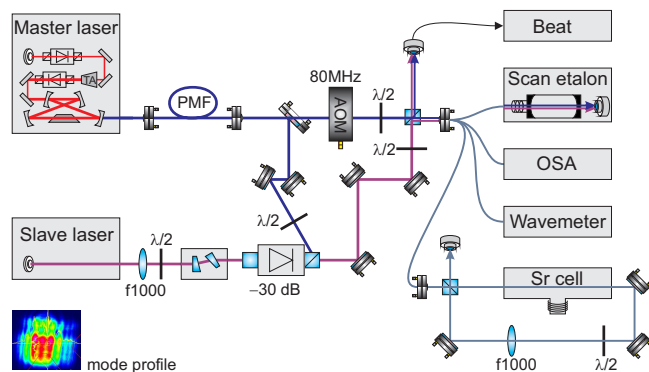 Master laser
TA
PMF
80MHz
AOM
λ/2
λ/2
Beat
Scan etalon
OSA
Wavemeter
Slave laser
λ/2
f1000
λ/2
−30 dB
Sr cell
f1000
λ/2
mode profile